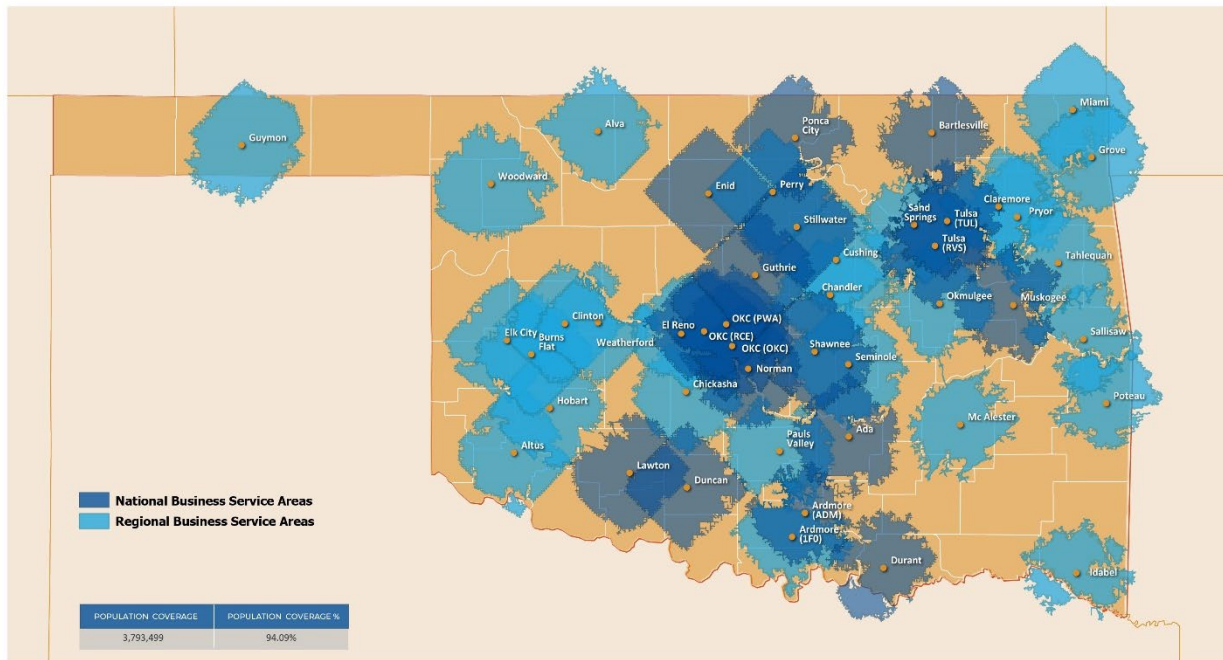 Guymon
Woodward
Alva
Ponca
City
Bartlesville
Miami
Grove
Enid
Perry
Stillwater
Sand
Springs
Tulsa
(TUL)
Tulsa
(RVS)
Claremore
Pryor
Cushing
Tahlequah
Guthrie
Chandler
Okmulgee
Muskogee
Elk City
Clinton
Burns
Flat
Weatherford
El Reno
OKC (PWA)
OKC (RCE)
OKC (OKC)
Shawnee
Seminole
Sallisaw
Norman
Chickasha
Hobart
Poteau
Altus
Mc Alester
Pauls
Valley
Ada
Lawton
Duncan
Ardmore
(ADM)
Ardmore
(1F0)
Durant
Idabel
National Business Service Areas
Regional Business Service Areas
POPULATION COVERAGE
POPULATION COVERAGE %
3,793,499
94.09%